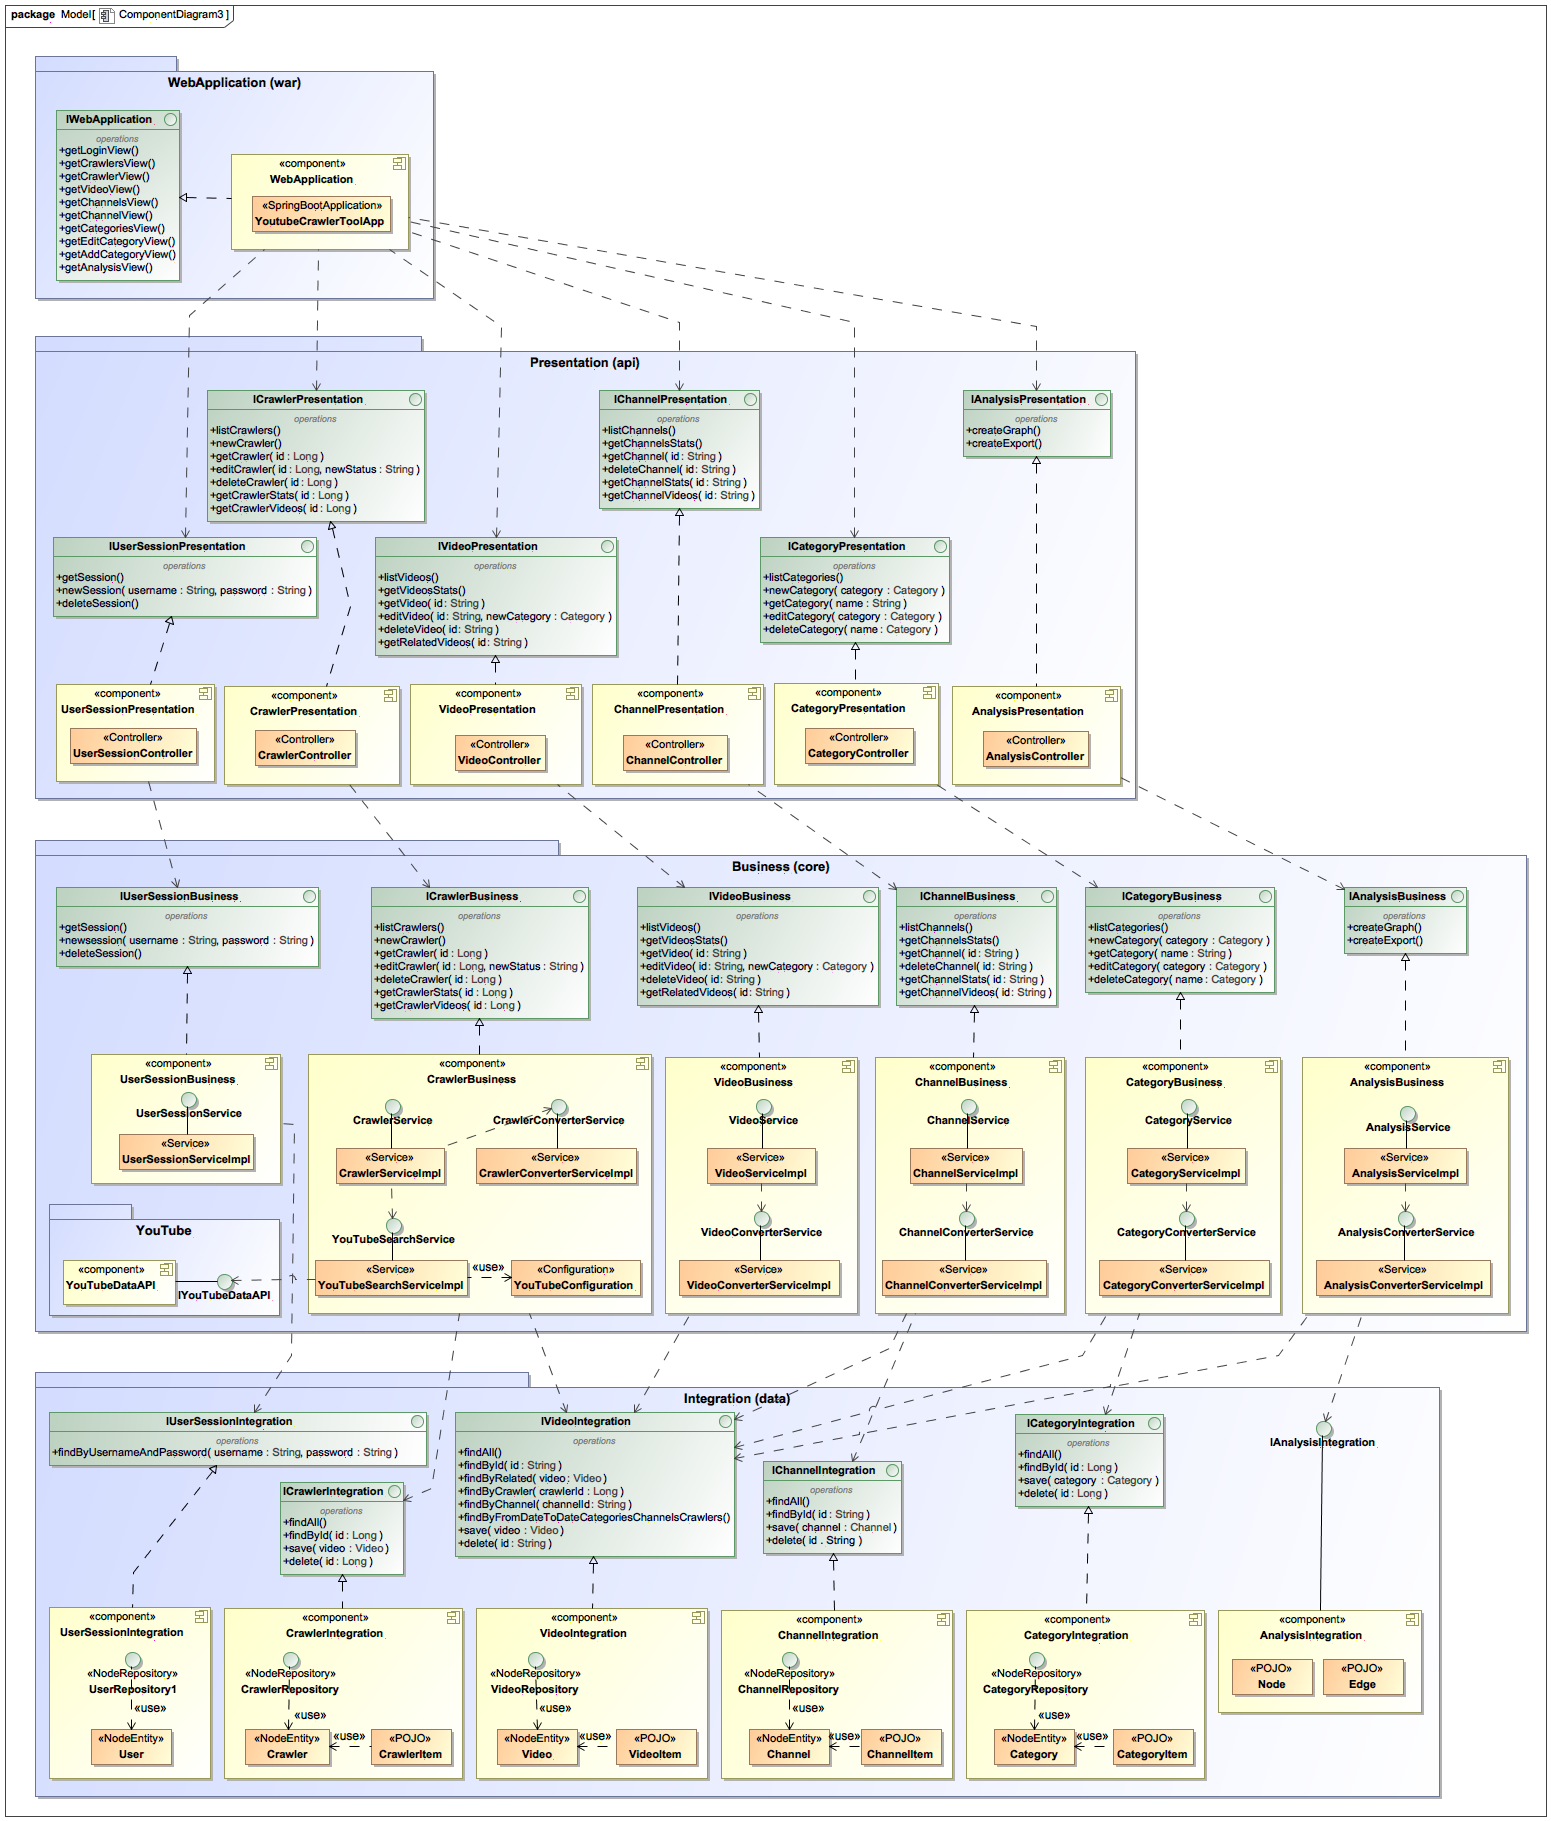 package Model[ ComponentDiagram3 ]
WebApplication (war)
IWebApplication
operations
+getLoginView()
+getCrawlersView()
+getCrawlerView()
+getVideoView()
+getChannelsView()
+getChannelView()
+getCategoriesView()
+getEditCategoryView()
+getAddCategoryView()
+getAnalysisView()
«component»
WebApplication
«SpringBootApplication»
YoutubeCrawlerToolApp
Presentation (api)
ICrawlerPresentation
operations
+listCrawlers()
+newCrawler()
+getCrawler( id : Long )
+editCrawler( id : Long, newStatus : String )
+deleteCrawler( id : Long )
+getCrawlerStats( id : Long )
+getCrawlerVideos( id : Long )
IChannelPresentation
operations
+listChannels()
+getChannelsStats()
+getChannel( id : String )
+deleteChannel( id : String )
+getChannelStats( id : String )
+getChannelVideos( id : String )
IAnalysisPresentation
operations
+createGraph()
+createExport()
IUserSessionPresentation
operations
+getSession()
+newSession( username : String, password : String )
+deleteSession()
IVideoPresentation
operations
+listVideos()
+getVideosStats()
+getVideo( id : String )
+editVideo( id : String, newCategory : Category )
+deleteVideo( id : String )
+getRelatedVideos( id : String )
ICategoryPresentation
operations
+listCategories()
+newCategory( category : Category )
+getCategory( name : String )
+editCategory( category : Category )
+deleteCategory( name : Category )
«component»
UserSessionPresentation
«Controller»
UserSessionController
«component»
CrawlerPresentation
«Controller»
CrawlerController
«component»
VideoPresentation
«Controller»
VideoController
«component»
ChannelPresentation
«Controller»
ChannelController
«component»
CategoryPresentation
«Controller»
CategoryController
«component»
AnalysisPresentation
«Controller»
AnalysisController
Business (core)
IUserSessionBusiness
operations
+getSession()
+newsession( username : String, password : String )
+deleteSession()
ICrawlerBusiness
operations
+listCrawlers()
+newCrawler()
+getCrawler( id : Long )
+editCrawler( id : Long, newStatus : String )
+deleteCrawler( id : Long )
+getCrawlerStats( id : Long )
+getCrawlerVideos( id : Long )
IVideoBusiness
operations
+listVideos()
+getVideosStats()
+getVideo( id : String )
+editVideo( id : String, newCategory : Category )
+deleteVideo( id : String )
+getRelatedVideos( id : String )
IChannelBusiness
operations
+listChannels()
+getChannelsStats()
+getChannel( id : String )
+deleteChannel( id : String )
+getChannelStats( id : String )
+getChannelVideos( id : String )
ICategoryBusiness
operations
+listCategories()
+newCategory( category : Category )
+getCategory( name : String )
+editCategory( category : Category )
+deleteCategory( name : Category )
IAnalysisBusiness
operations
+createGraph()
+createExport()
«component»
UserSessionBusiness
UserSessionService
«Service»
UserSessionServiceImpl
«component»
CrawlerBusiness
CrawlerService
CrawlerConverterService
«Service»
CrawlerServiceImpl
«Service»
CrawlerConverterServiceImpl
YouTubeSearchService
«Service»
YouTubeSearchServiceImpl
«use»
«Configuration»
YouTubeConfiguration
«component»
VideoBusiness
VideoService
«Service»
VideoServiceImpl
VideoConverterService
«Service»
VideoConverterServiceImpl
«component»
ChannelBusiness
ChannelService
«Service»
ChannelServiceImpl
ChannelConverterService
«Service»
ChannelConverterServiceImpl
«component»
CategoryBusiness
CategoryService
«Service»
CategoryServiceImpl
CategoryConverterService
«Service»
CategoryConverterServiceImpl
«component»
AnalysisBusiness
AnalysisService
«Service»
AnalysisServiceImpl
AnalysisConverterService
«Service»
AnalysisConverterServiceImpl
YouTube
«component»
YouTubeDataAPI
IYouTubeDataAPI
Integration (data)
IUserSessionIntegration
operations
+findByUsernameAndPassword( username : String, password : String )
ICrawlerIntegration
operations
+findAll()
+findById( id : Long )
+save( video : Video )
+delete( id : Long )
IVideoIntegration
operations
+findAll()
+findById( id : String )
+findByRelated( video : Video )
+findByCrawler( crawlerId : Long )
+findByChannel( channelId : String )
+findByFromDateToDateCategoriesChannelsCrawlers()
+save( video : Video )
+delete( id : String )
IChannelIntegration
operations
+findAll()
+findById( id : String )
+save( channel : Channel )
+delete( id : String )
ICategoryIntegration
operations
+findAll()
+findById( id : Long )
+save( category : Category )
+delete( id : Long )
IAnalysisIntegration
«component»
UserSessionIntegration
«NodeRepository»
UserRepository1
«use»
«NodeEntity»
User
«component»
CrawlerIntegration
«NodeRepository»
CrawlerRepository
«use»
«NodeEntity»
Crawler
«use»
«POJO»
CrawlerItem
«component»
VideoIntegration
«NodeRepository»
VideoRepository
«use»
«NodeEntity»
Video
«use»
«POJO»
VideoItem
«component»
ChannelIntegration
«NodeRepository»
ChannelRepository
«use»
«NodeEntity»
Channel
«use»
«POJO»
ChannelItem
«component»
CategoryIntegration
«NodeRepository»
CategoryRepository
«use»
«NodeEntity»
Category
«use»
«POJO»
CategoryItem
«component»
AnalysisIntegration
«POJO»
Node
«POJO»
Edge